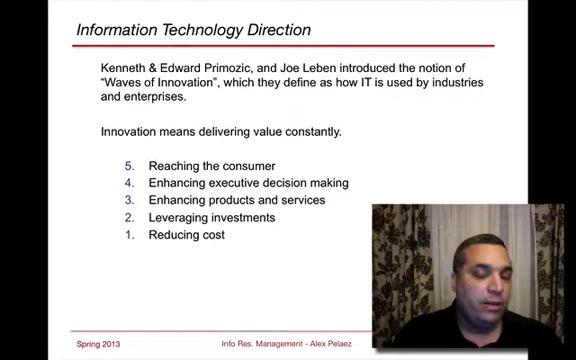 Information Technology Direction
Kenneth & Edward Primozic, and Joe Leben introduced the notion of
“Waves of Innovation”, which they define as how IT is used by industries
and enterprises.
Innovation means delivering value constantly.
5. Reaching the consumer
4. Enhancing executive decision making
3. Enhancing products and services
2. Leveraging investments
1. Reducing cost
Spring 2013
Info Res. Management - Alex Pelaez